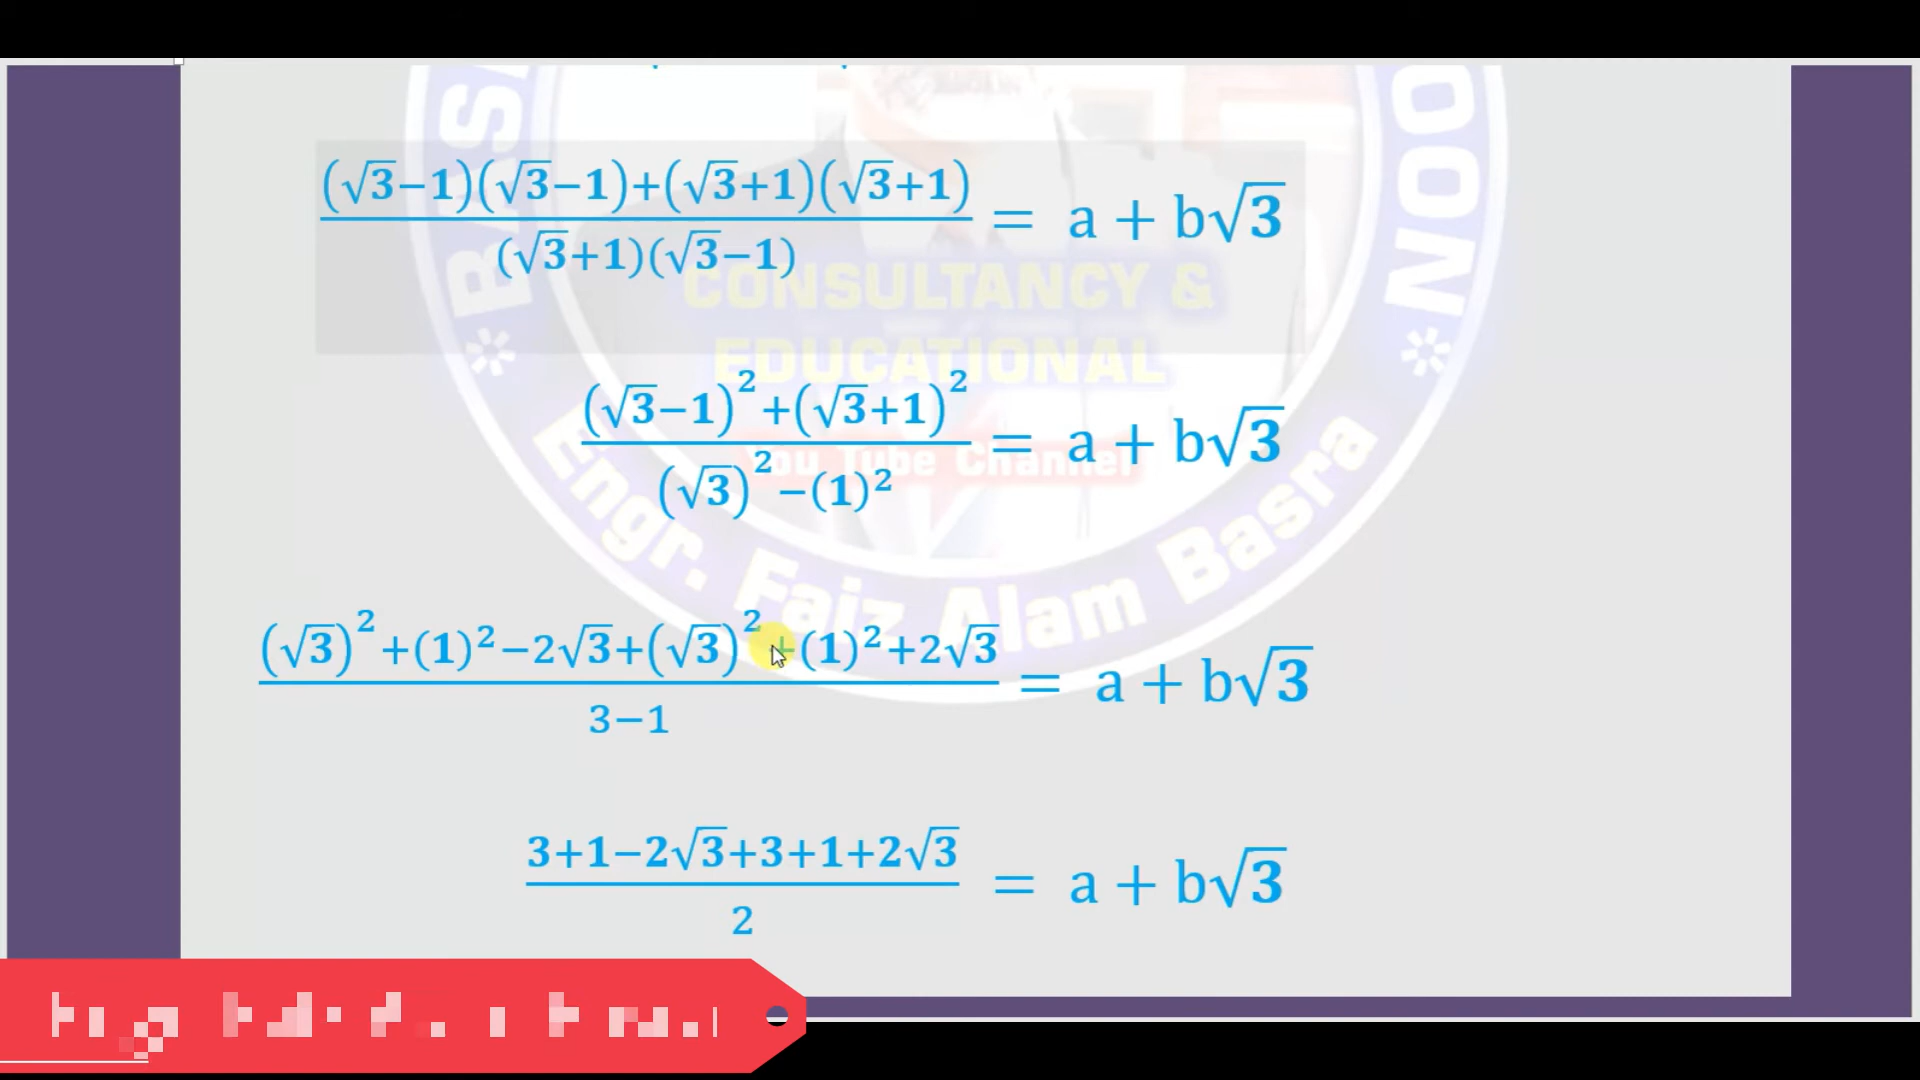 (√3−1)(√3−1)+(√3+1)(√3+1)
───────────── = a + b√3
(√3+1)(√3−1)
CONSULTANCY &
EDUCATIONAL
(√3−1)²+(√3+1)²
───────────── = a + b√3
(√3)²−(1)²
You Tube Channel
Engr. Faiz Alam Basra
(√3)²+(1)²−2√3+(√3)²+(1)²+2√3
───────────── = a + b√3
3−1
3+1−2√3+3+1+2√3
───────────── = a + b√3
2